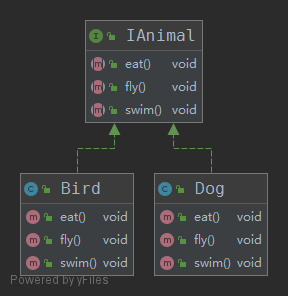 I IAnimal
m eat() void
m fly() void
m swim() void
C Bird
m eat() void
m fly() void
m swim() void
C Dog
m eat() void
m fly() void
m swim() void
Powered by yFiles